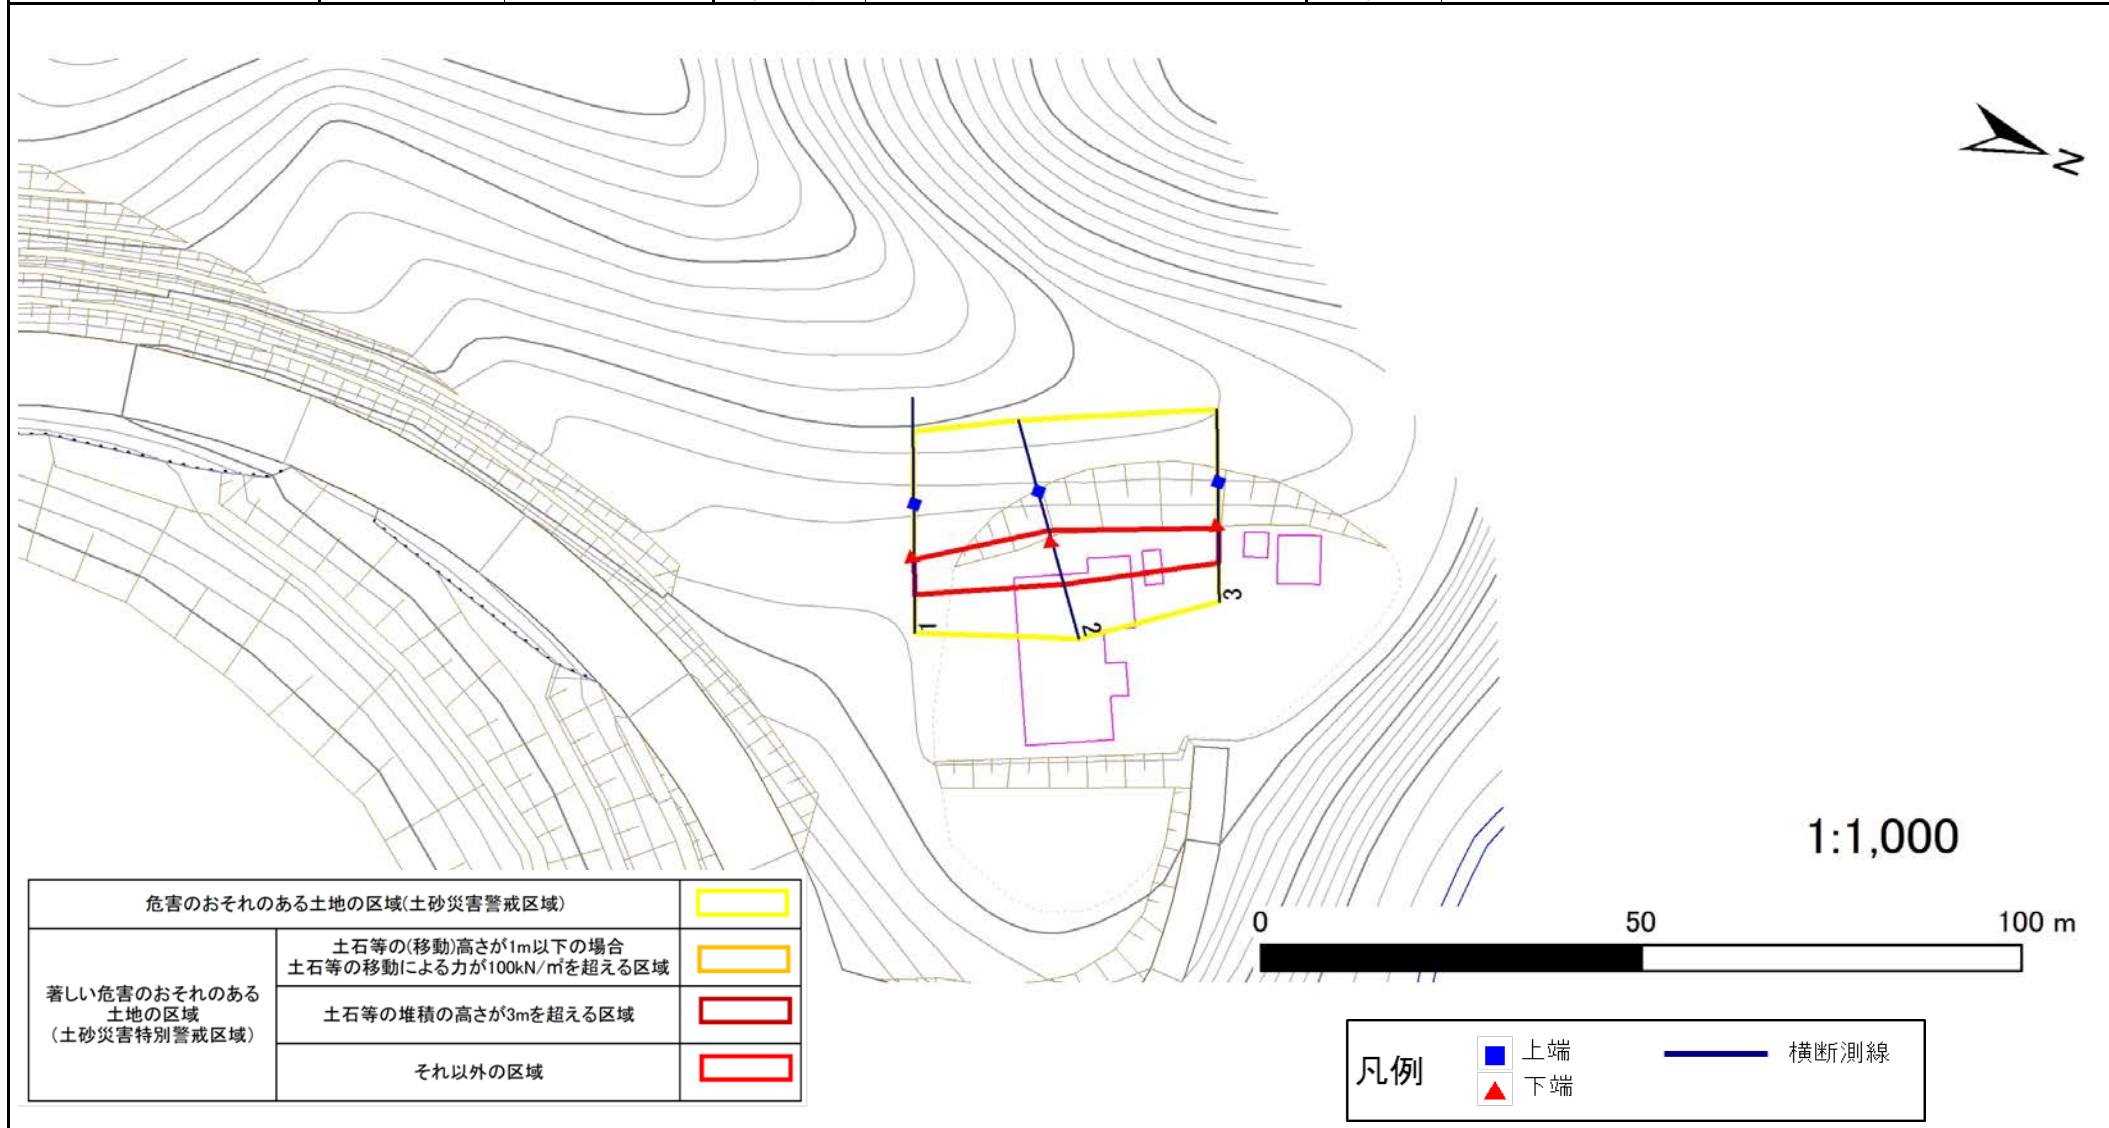 N
1
2
3
1:1,000
0 50 100 m
危害のおそれのある土地の区域(土砂災害警戒区域)
著しい危害のおそれのある
土地の区域
(土砂災害特別警戒区域)
土石等の(移動)高さが1m以下の場合
土石等の移動による力が100kN/㎡を超える区域
土石等の堆積の高さが3mを超える区域
それ以外の区域
凡例
上端
下端
横断測線